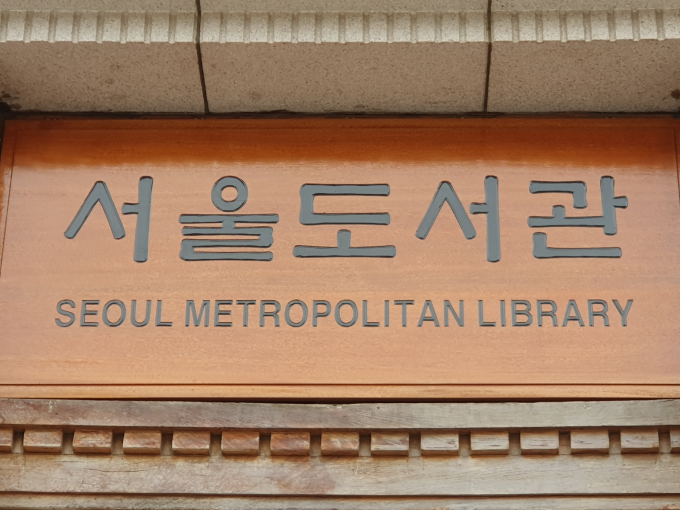 서울도서관
SEOUL METROPOLITAN LIBRARY